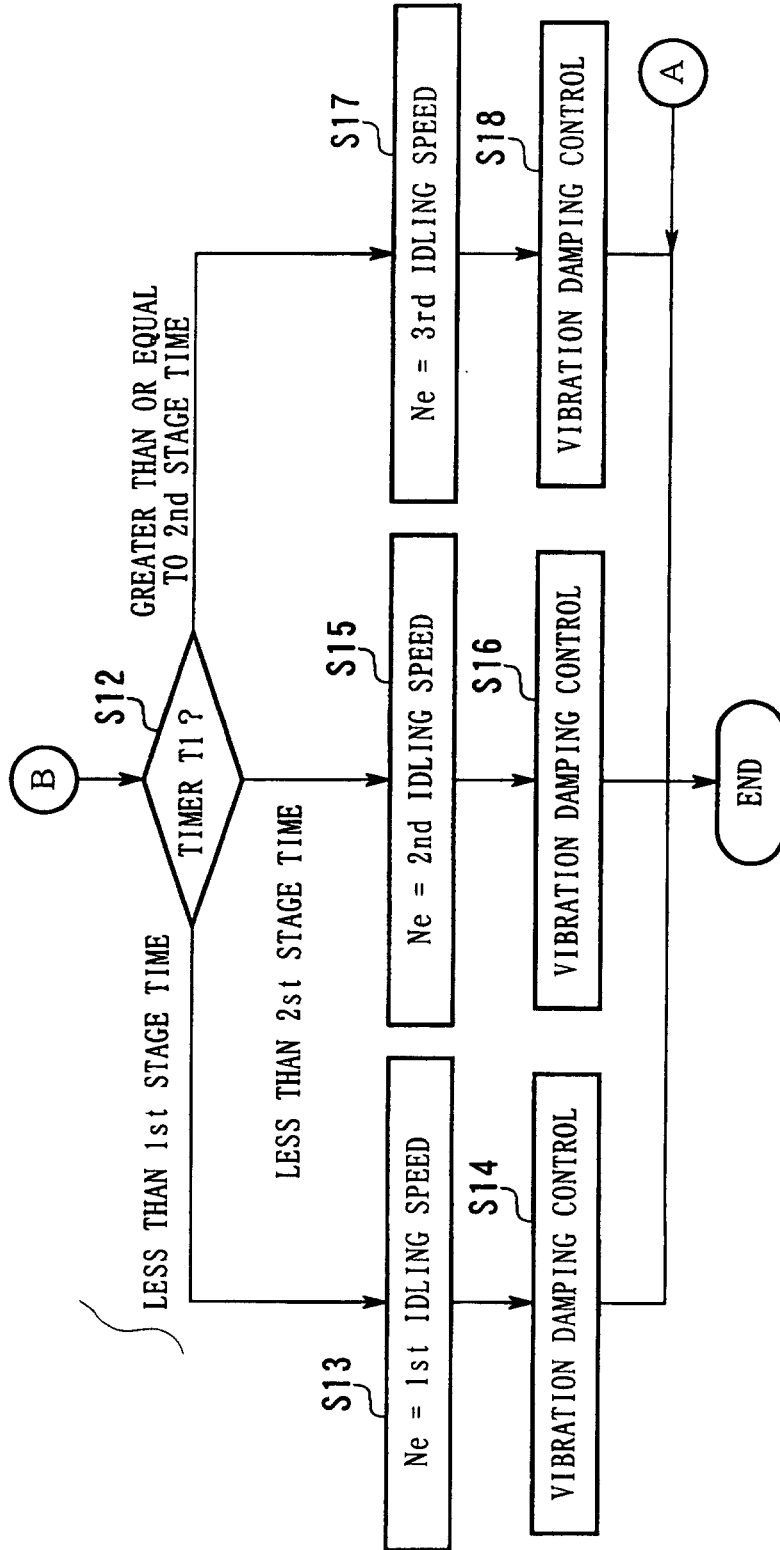 B
S12
TIMER T1?
LESS THAN 1st STAGE TIME
LESS THAN 2st STAGE TIME
GREATER THAN OR EQUAL
TO 2nd STAGE TIME
S13
Ne = 1st IDLING SPEED
S15
Ne = 2nd IDLING SPEED
S17
Ne = 3rd IDLING SPEED
S14
VIBRATION DAMPING CONTROL
S16
VIBRATION DAMPING CONTROL
S18
VIBRATION DAMPING CONTROL
A
END